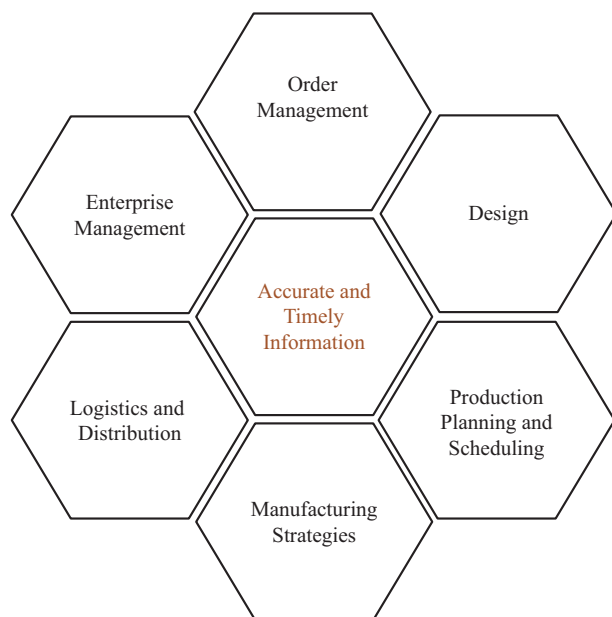 Order
Management
Enterprise
Management
Design
Accurate and
Timely
Information
Logistics and
Distribution
Production
Planning and
Scheduling
Manufacturing
Strategies